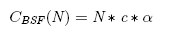 C_{BSF}(N) = N * c * α